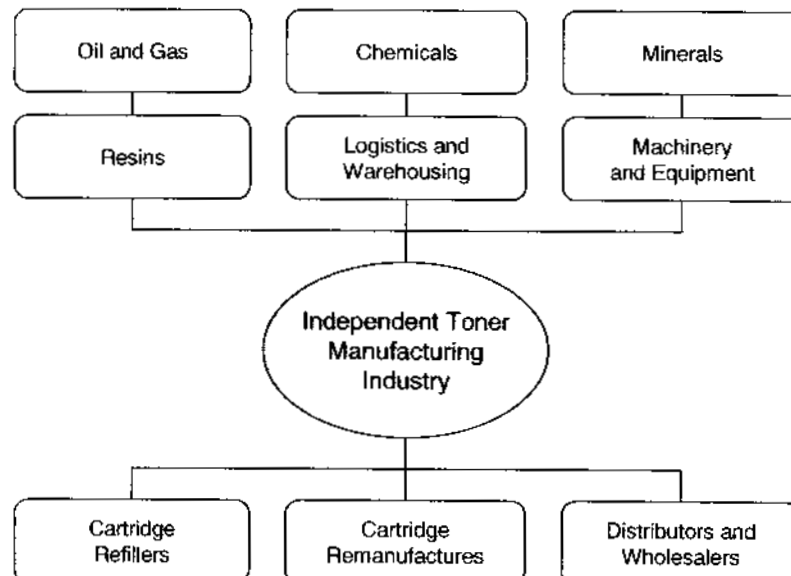 Oil and Gas
Chemicals
Minerals
Resins
Logistics and
Warehousing
Machinery
and Equipment
Independent Toner
Manufacturing
Industry
Cartridge
Refillers
Cartridge
Remanufactures
Distributors and
Wholesalers